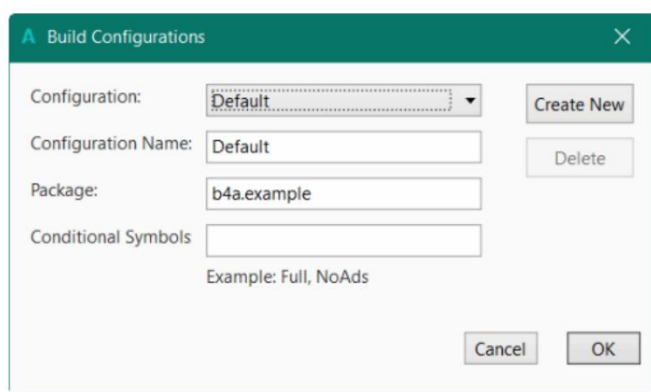 A Build Configurations
Configuration: Default Create New
Configuration Name: Default Delete
Package: b4a.example
Conditional Symbols
Example: Full, NoAds
Cancel OK